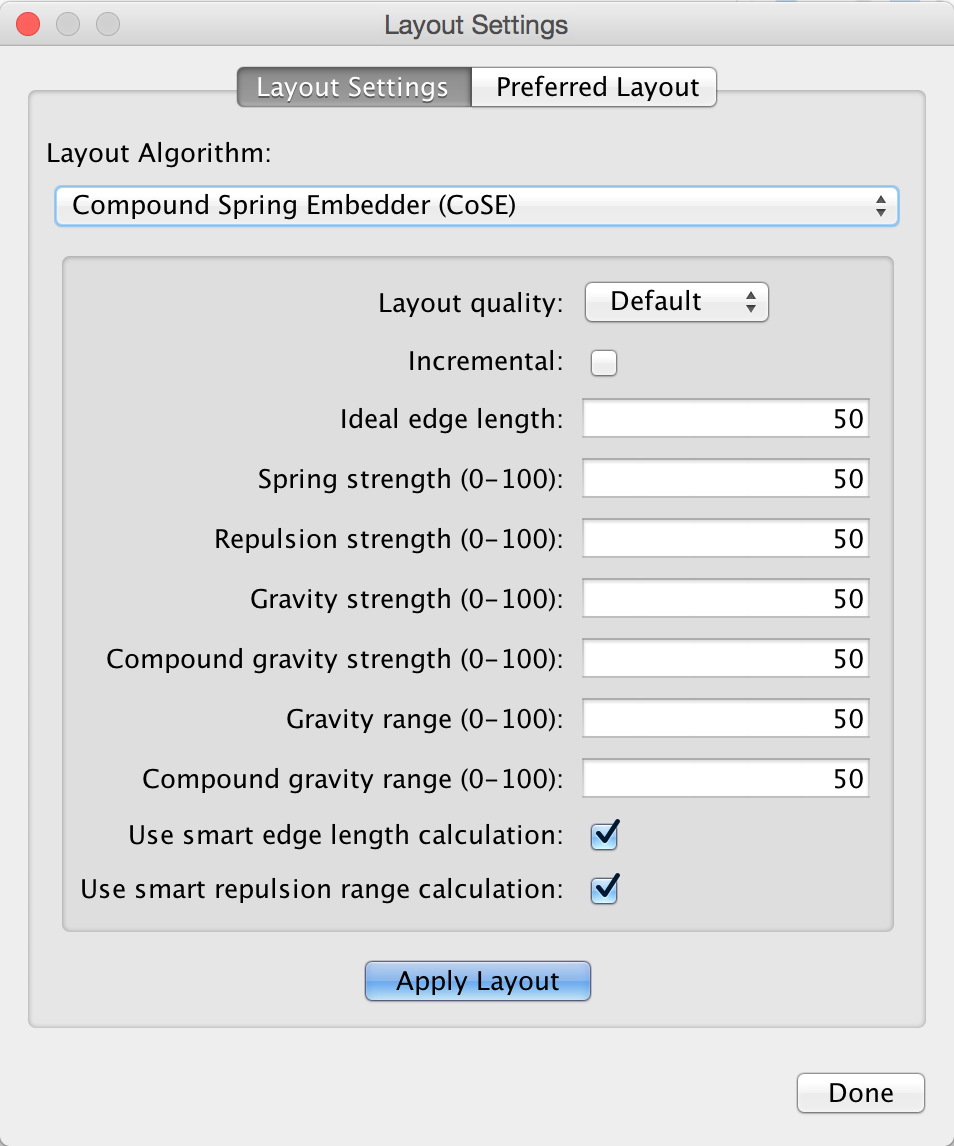 Layout Settings
Layout Settings Preferred Layout
Layout Algorithm:
Compound Spring Embedder (CoSE)
Layout quality: Default
Incremental:
Ideal edge length: 50
Spring strength (0-100): 50
Repulsion strength (0-100): 50
Gravity strength (0-100): 50
Compound gravity strength (0-100): 50
Gravity range (0-100): 50
Compound gravity range (0-100): 50
Use smart edge length calculation:
Use smart repulsion range calculation:
Apply Layout
Done